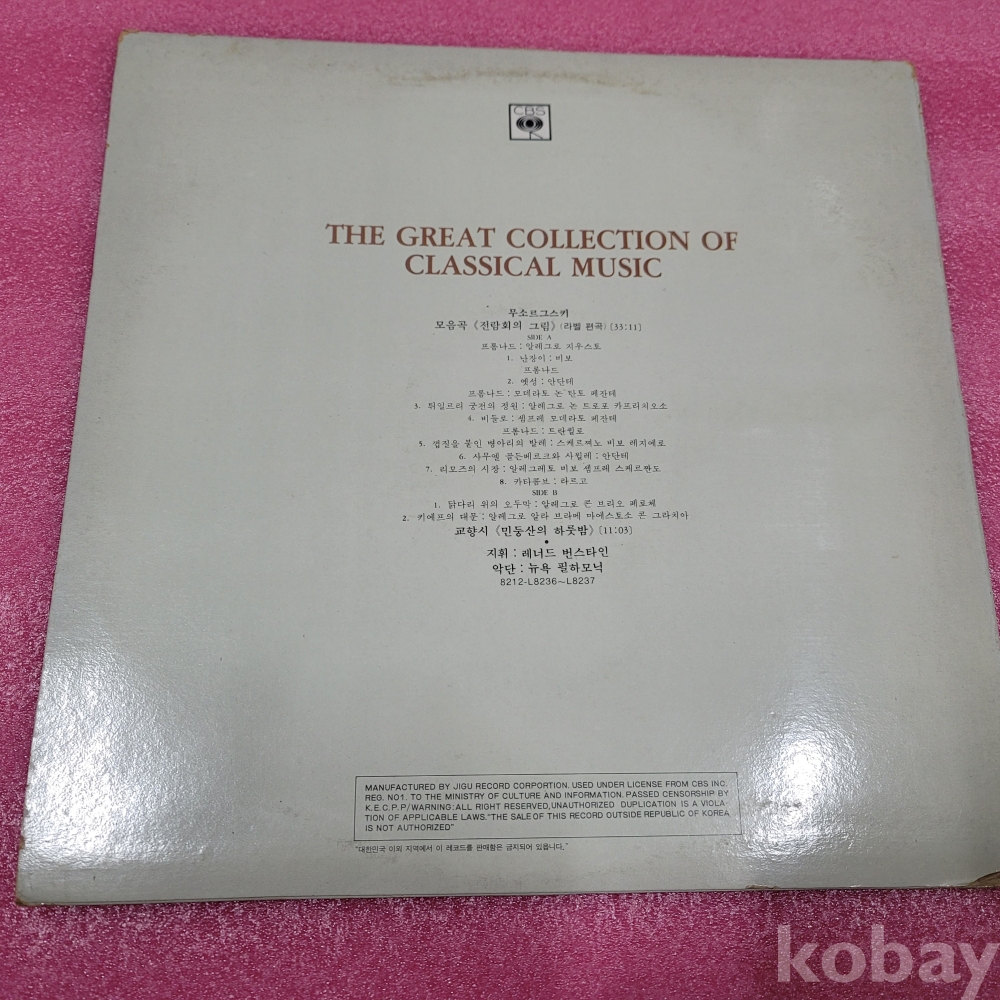 CBS
THE GREAT COLLECTION OF
CLASSICAL MUSIC
무소르그스키
모음곡《전람회의 그림》(라벨 편곡) [33:11]
SIDE A
프롬나드 : 알레그로 지우스토
1. 난장이 : 비보
프롬나드
2. 옛성 : 안단테
프롬나드 : 모데라토 논 탄토 페잔테
3. 튀일르리 궁전의 정원 : 알레그로 논 트로포 카프리치오소
4. 비들로 : 셈프레 모데라토 페잔테
프롬나드 : 트란퀼로
5. 껍질을 붙인 병아리의 발레 : 스케르쪄노 비보 레지에로
6. 사무엘 골든베르크와 시뮐레 : 안단테
7. 리모즈의 시장 : 알레그레토 비보 셈프레 스케르짠도
8. 카타콤브 : 라르고
SIDE B
1. 닭다리 위의 오두막 : 알레그로 콘 브리오 페로체
2. 키에프의 대문 : 알레그로 알라 브라베 마에스토소 콘 그라치아
교향시《민둥산의 하룻밤》[11:03]
지휘 : 레너드 번스타인
악단 : 뉴욕 필하모닉
8212-L8236~L8237
MANUFACTURED BY JIGU RECORD CORPORTION. USED UNDER LICENSE FROM CBS INC.
REG. NO1. TO THE MINISTRY OF CULTURE AND INFORMATION. PASSED CENSORSHIP BY
K.E.C.P.P/WARNING:ALL RIGHT RESERVED,UNAUTHORIZED DUPLICATION IS A VIOLA-
TION OF APPLICABLE LAWS."THE SALE OF THIS RECORD OUTSIDE REPUBLIC OF KOREA
IS NOT AUTHORIZED"
"대한민국 이외 지역에서 이 레코드를 판매함은 금지되어 있읍니다."
kobay